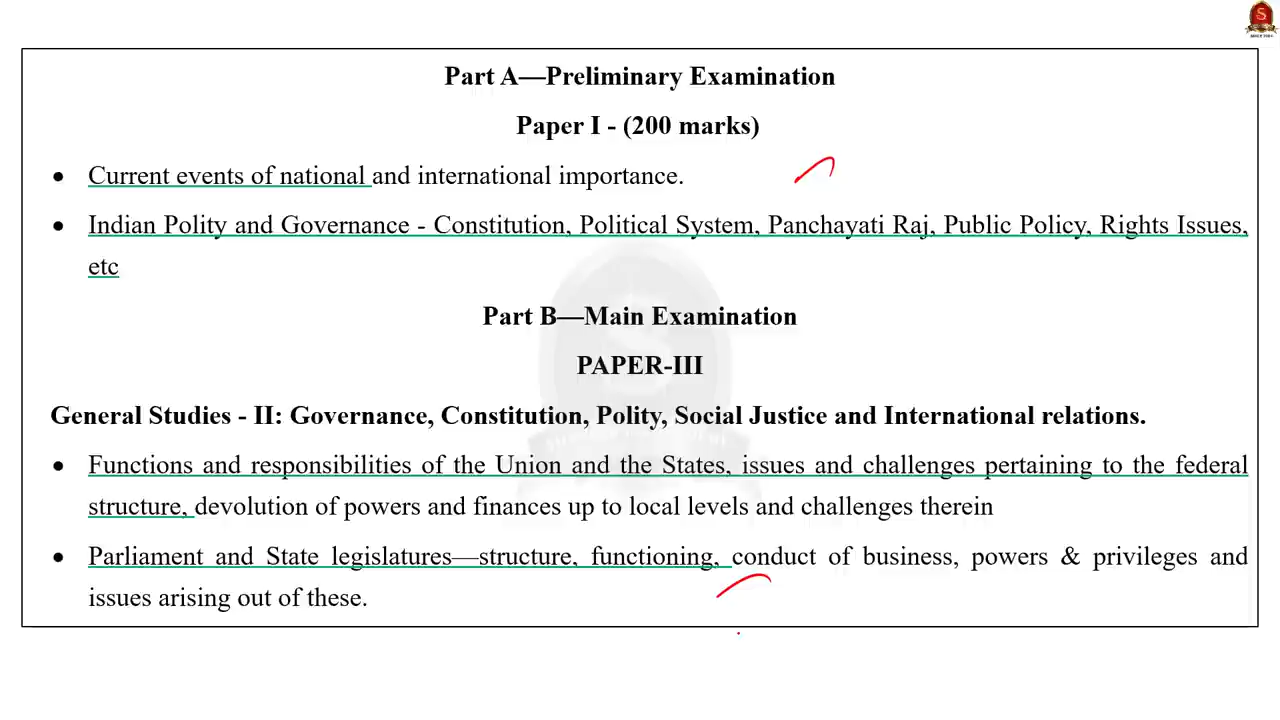 Part A—Preliminary Examination
Paper I - (200 marks)
• Current events of national and international importance.
• Indian Polity and Governance - Constitution, Political System, Panchayati Raj, Public Policy, Rights Issues,
etc
Part B—Main Examination
PAPER-III
General Studies - II: Governance, Constitution, Polity, Social Justice and International relations.
• Functions and responsibilities of the Union and the States, issues and challenges pertaining to the federal
structure, devolution of powers and finances up to local levels and challenges therein
• Parliament and State legislatures—structure, functioning, conduct of business, powers & privileges and
issues arising out of these.